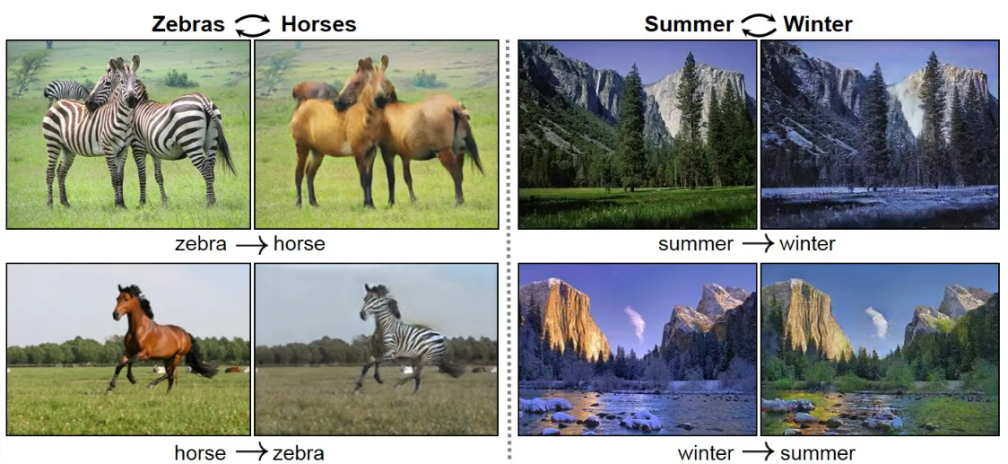 Zebras Horses
zebra → horse
horse → zebra
Summer Winter
summer → winter
winter → summer